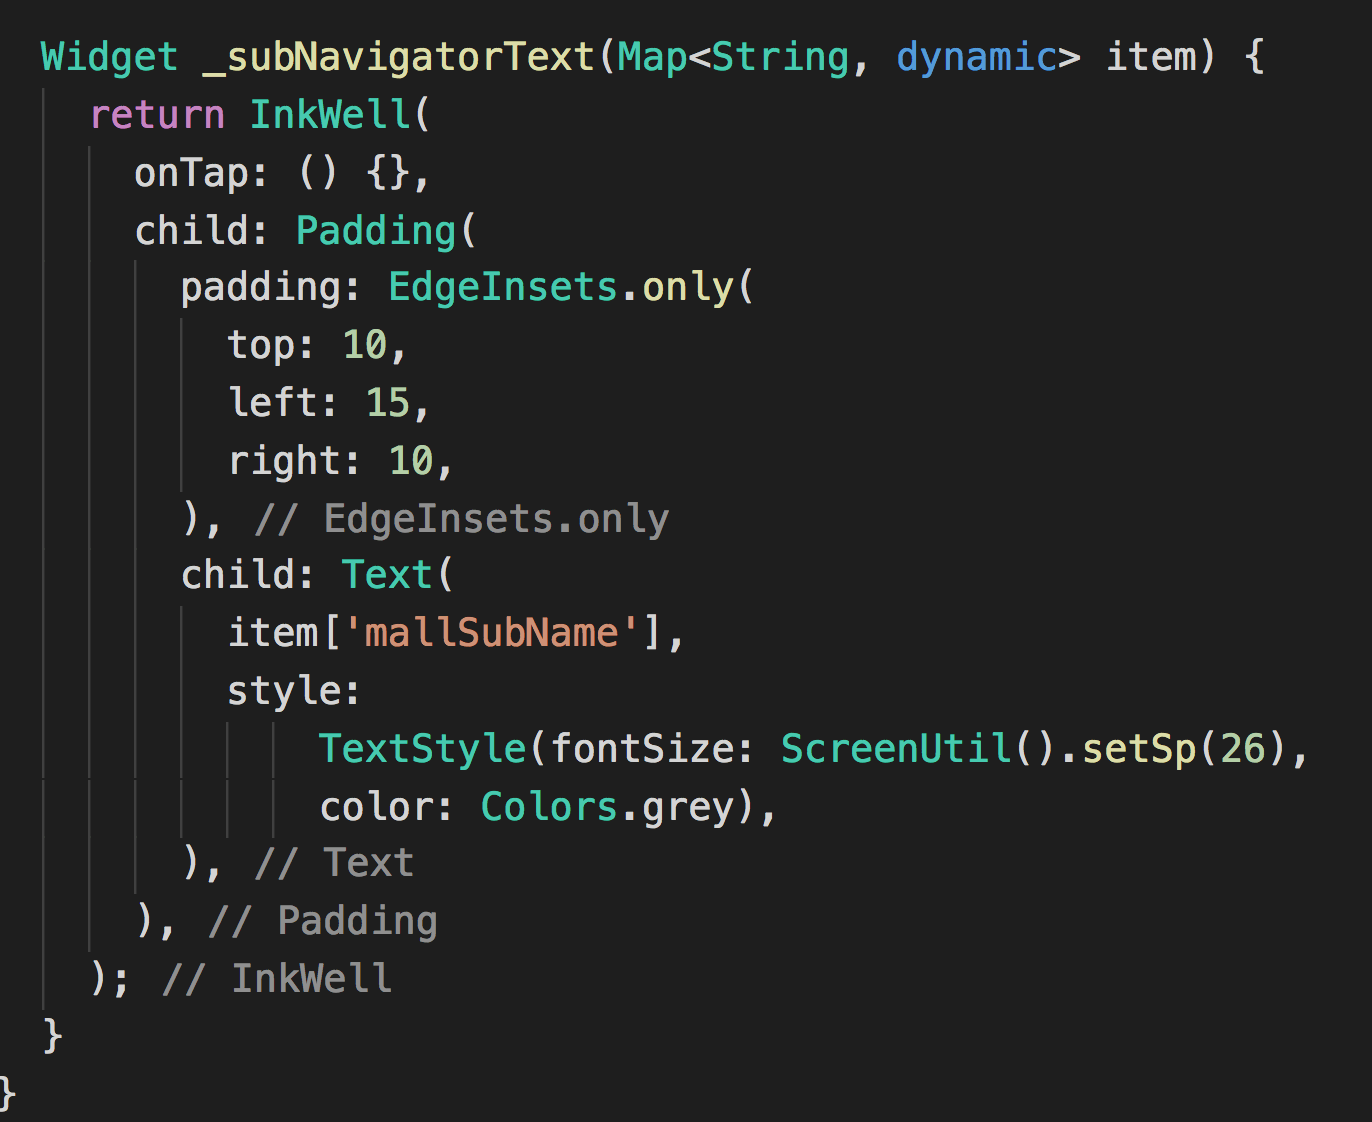 Widget _subNavigatorText(Map<String, dynamic> item) {
  return InkWell(
    onTap: () {},
    child: Padding(
      padding: EdgeInsets.only(
        top: 10,
        left: 15,
        right: 10,
      ), // EdgeInsets.only
      child: Text(
        item['mallSubName'],
        style:
            TextStyle(fontSize: ScreenUtil().setSp(26),
            color: Colors.grey),
      ), // Text
    ), // Padding
  ); // InkWell
}
}